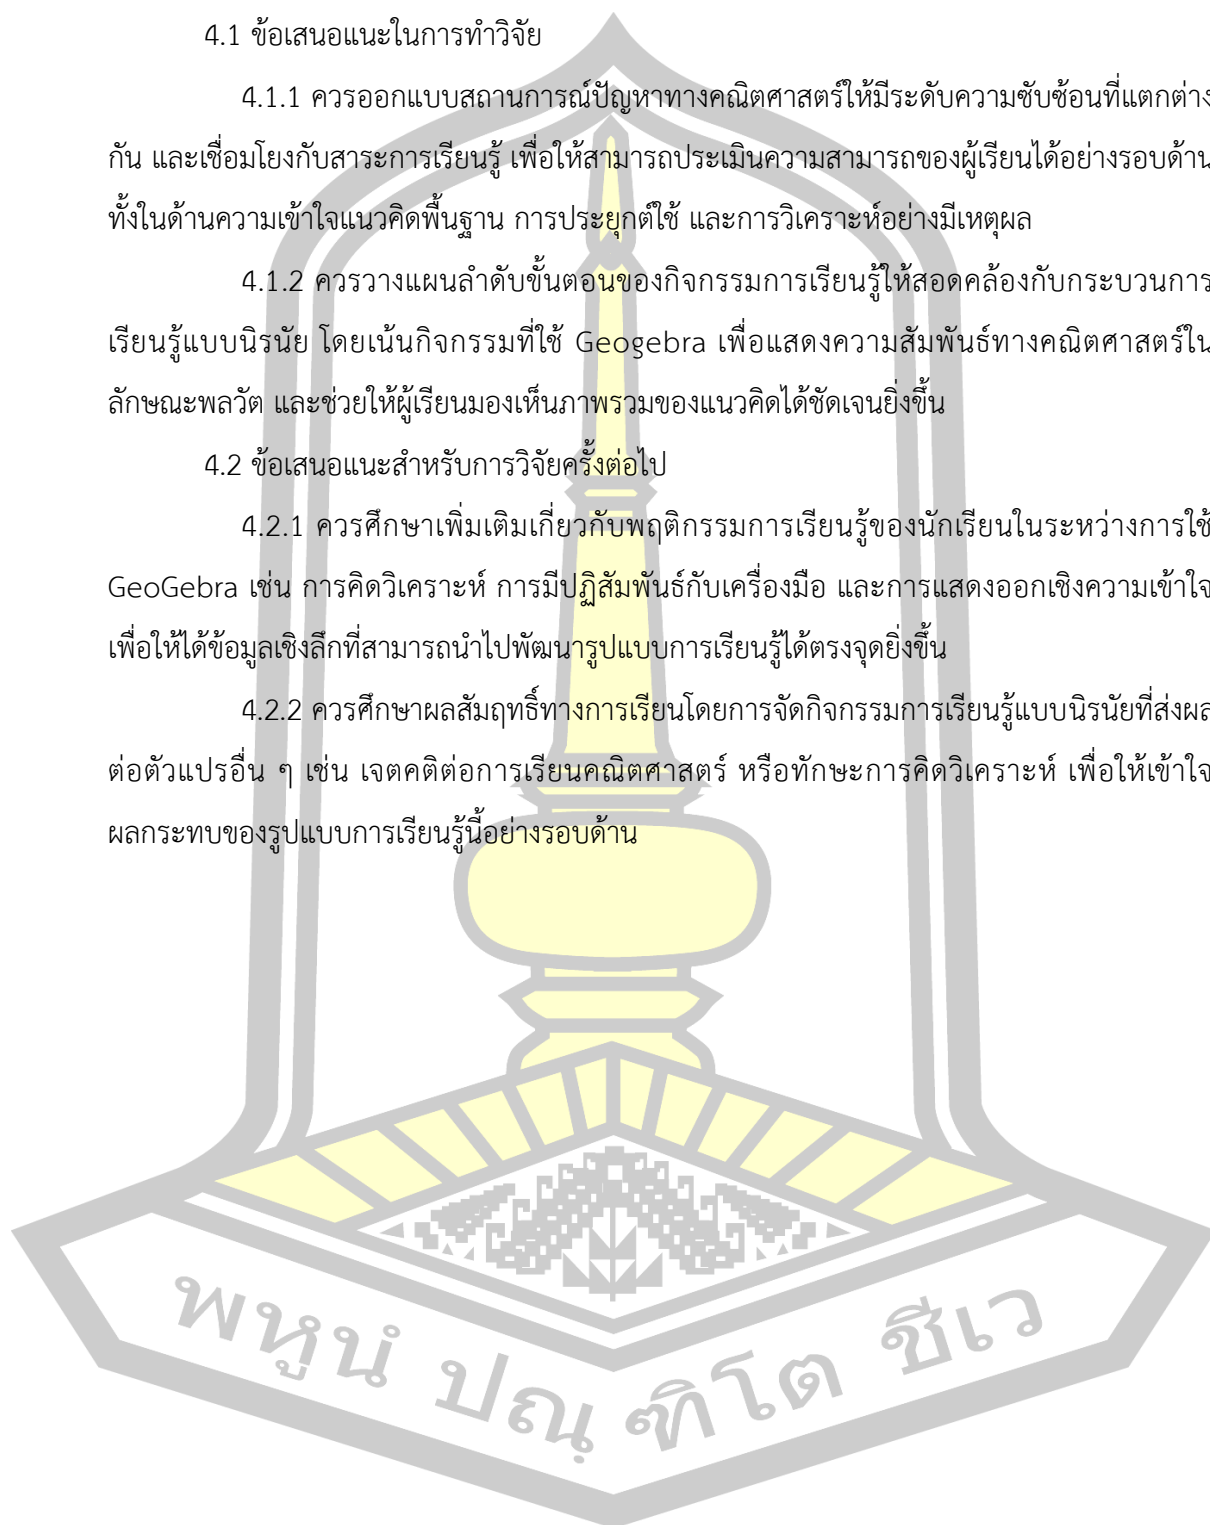 4.1 ข้อเสนอแนะในการทำวิจัย
4.1.1 ควรออกแบบสถานการณ์ปัญหาทางคณิตศาสตร์ให้มีระดับความซับซ้อนที่แตกต่าง
กัน และเชื่อมโยงกับสาระการเรียนรู้ เพื่อให้สามารถประเมินความสามารถของผู้เรียนได้อย่างรอบด้าน
ทั้งในด้านความเข้าใจแนวคิดพื้นฐาน การประยุกต์ใช้ และการวิเคราะห์อย่างมีเหตุผล
4.1.2 ควรวางแผนลำดับขั้นตอนของกิจกรรมการเรียนรู้ให้สอดคล้องกับกระบวนการ
เรียนรู้แบบนิรนัย โดยเน้นกิจกรรมที่ใช้ Geogebra เพื่อแสดงความสัมพันธ์ทางคณิตศาสตร์ใน
ลักษณะพลวัต และช่วยให้ผู้เรียนมองเห็นภาพรวมของแนวคิดได้ชัดเจนยิ่งขึ้น
4.2 ข้อเสนอแนะสำหรับการวิจัยครั้งต่อไป
4.2.1 ควรศึกษาเพิ่มเติมเกี่ยวกับพฤติกรรมการเรียนรู้ของนักเรียนในระหว่างการใช้
GeoGebra เช่น การคิดวิเคราะห์ การมีปฏิสัมพันธ์กับเครื่องมือ และการแสดงออกเชิงความเข้าใจ
เพื่อให้ได้ข้อมูลเชิงลึกที่สามารถนำไปพัฒนารูปแบบการเรียนรู้ได้ตรงจุดยิ่งขึ้น
4.2.2 ควรศึกษาผลสัมฤทธิ์ทางการเรียนโดยการจัดกิจกรรมการเรียนรู้แบบนิรนัยที่ส่งผล
ต่อตัวแปรอื่น ๆ เช่น เจตคติต่อการเรียนคณิตศาสตร์ หรือทักษะการคิดวิเคราะห์ เพื่อให้เข้าใจ
ผลกระทบของรูปแบบการเรียนรู้นี้อย่างรอบด้าน
พหูนํ ปณฺ ฑิโต ชีเว